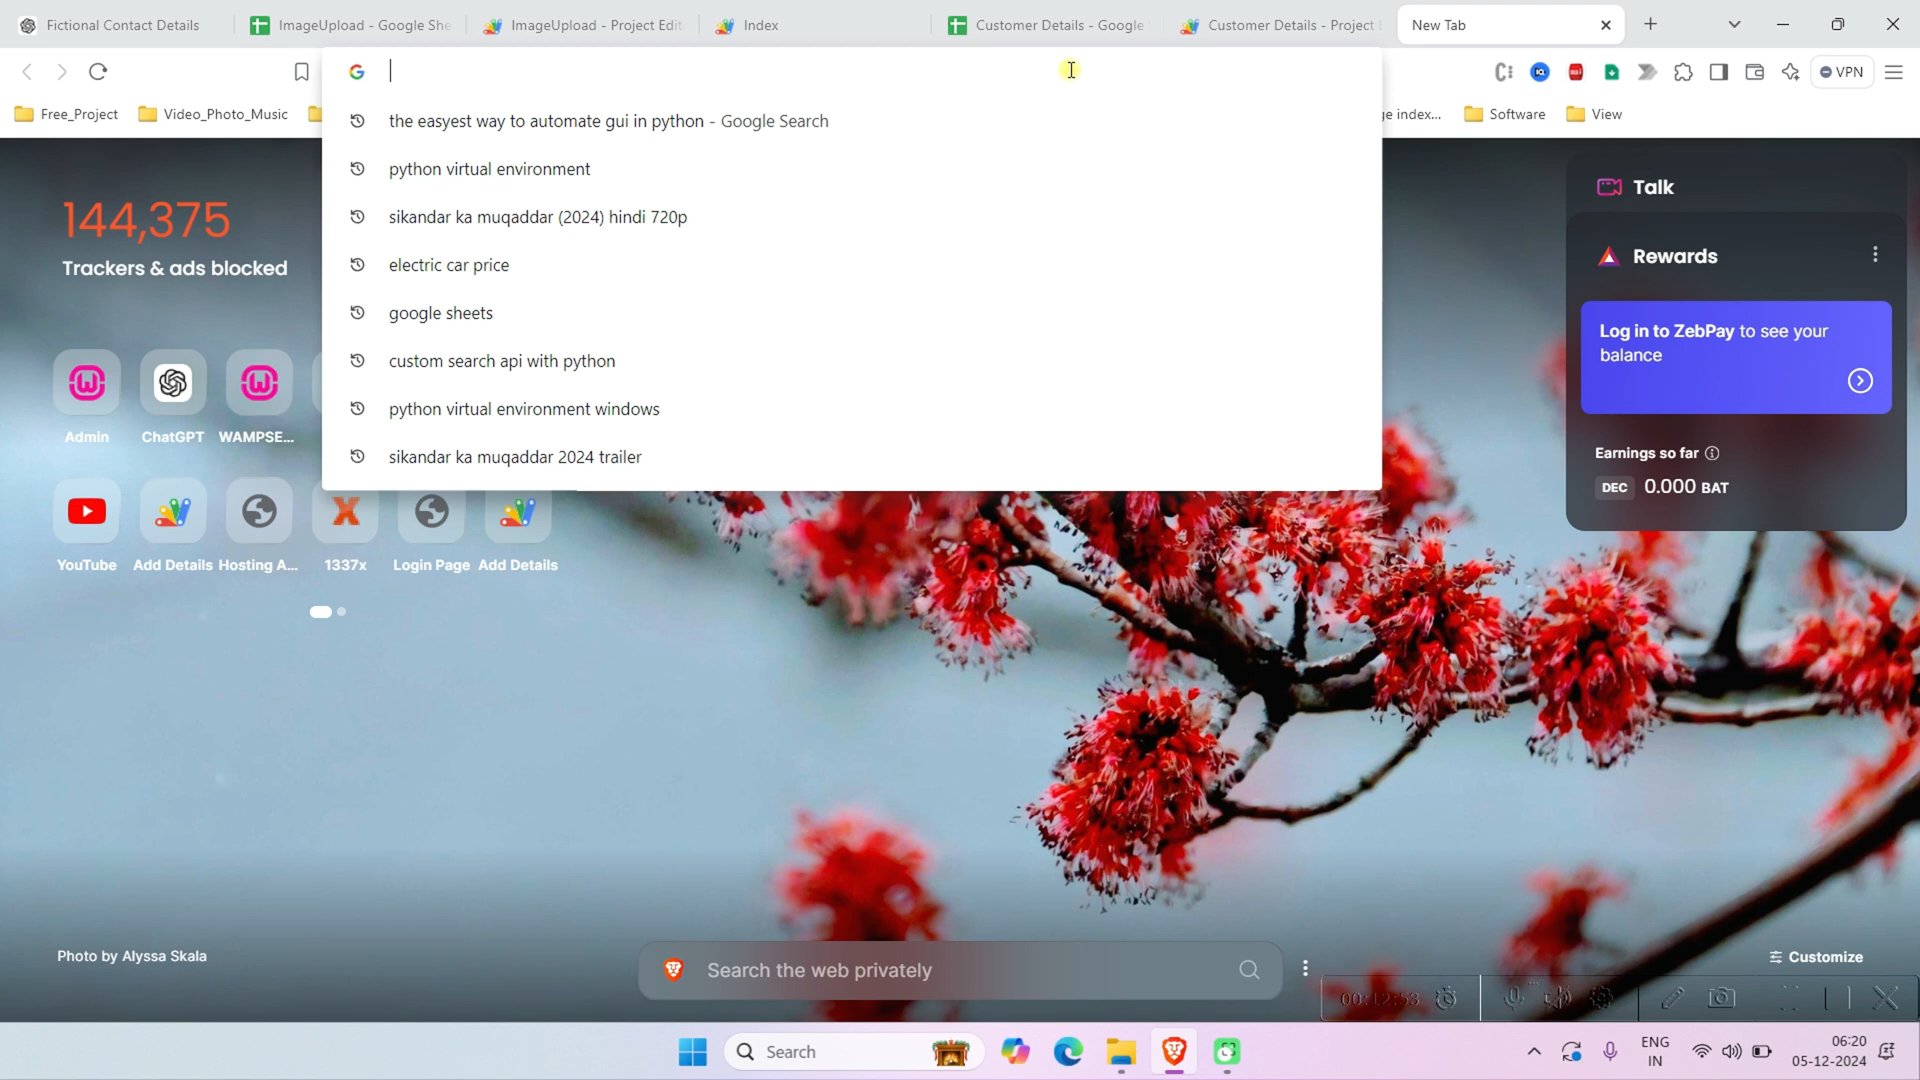 Fictional Contact Details
ImageUpload - Google She
ImageUpload - Project Edit
Index
Customer Details - Google
Customer Details - Project E
New Tab
VPN
Free_Project
Video_Photo_Music
ge index...
Software
View
the easyest way to automate gui in python - Google Search
python virtual environment
sikandar ka muqaddar (2024) hindi 720p
electric car price
google sheets
custom search api with python
python virtual environment windows
sikandar ka muqaddar 2024 trailer
144,375
Trackers & ads blocked
Admin
ChatGPT
WAMPSE...
YouTube
Add Details
Hosting A...
1337x
Login Page
Add Details
Talk
Rewards
Log in to ZebPay to see your
balance
Earnings so far
DEC 0.000 BAT
Photo by Alyssa Skala
Search the web privately
Customize
00:12:53
Search
ENG
IN
06:20
05-12-2024